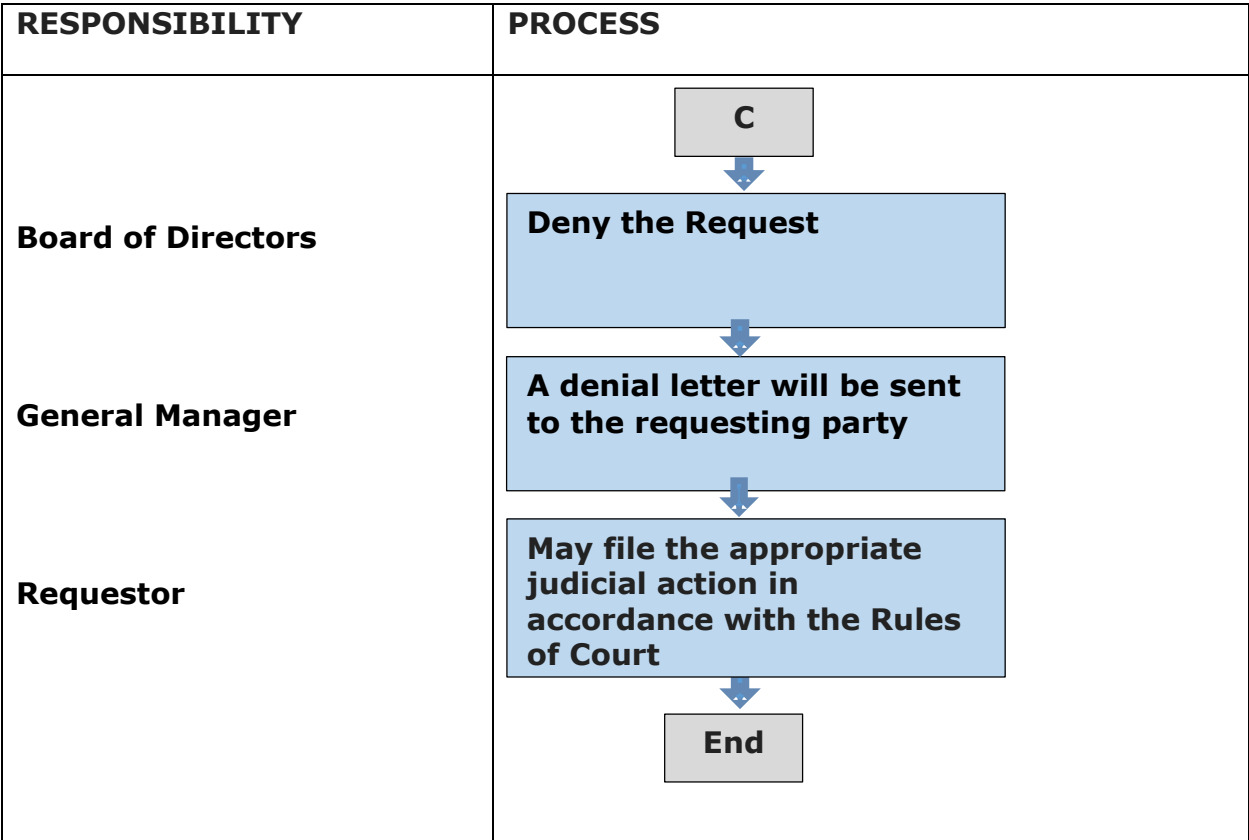 RESPONSIBILITY
PROCESS
C
Board of Directors
Deny the Request
General Manager
A denial letter will be sent
to the requesting party
Requestor
May file the appropriate
judicial action in
accordance with the Rules
of Court
End